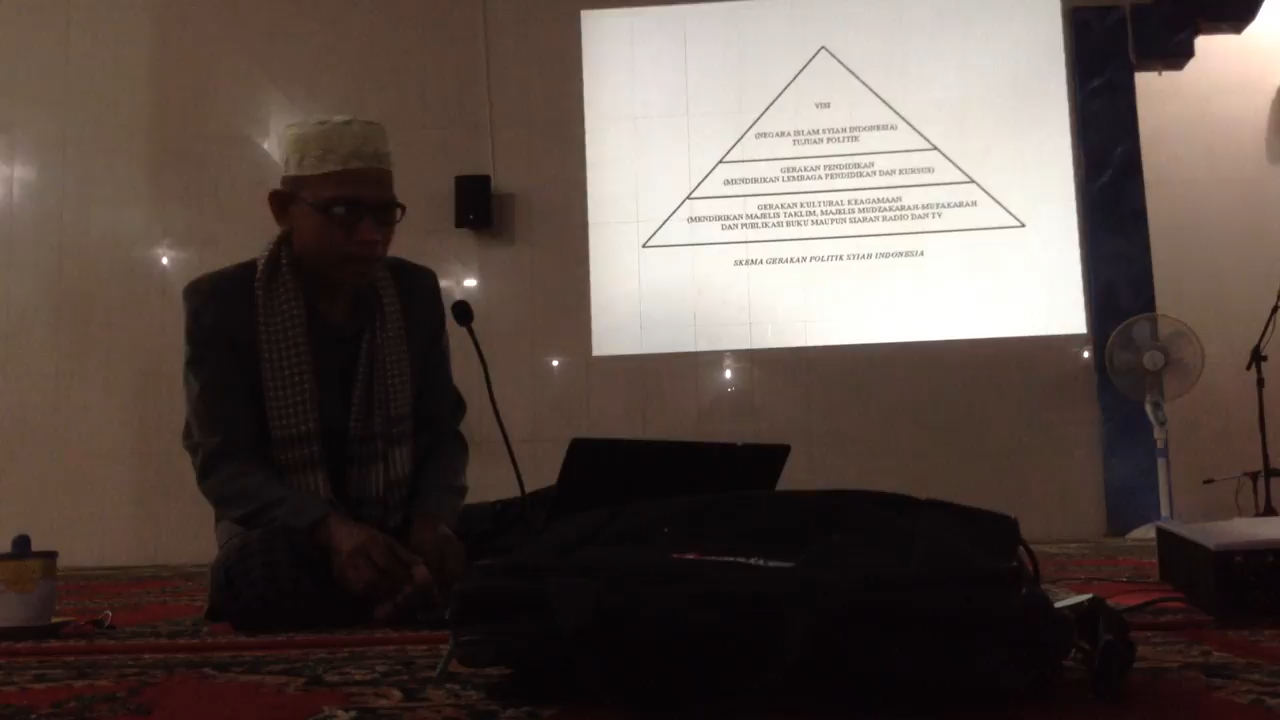 VISI
(NEGARA ISLAM SYIAH INDONESIA)
TUJUAN POLITIK
GERAKAN PENDIDIKAN
(MENDIRIKAN LEMBAGA PENDIDIKAN DAN KURSUS)
GERAKAN KULTURAL KEAGAMAAN
(MENDIRIKAN MAJELIS TAKLIM, MAJELIS MUDZAKARAH-MUFAKARAH
DAN PUBLIKASI BUKU MAUPUN SIARAN RADIO DAN TV
SKEMA GERAKAN POLITIK SYIAH INDONESIA